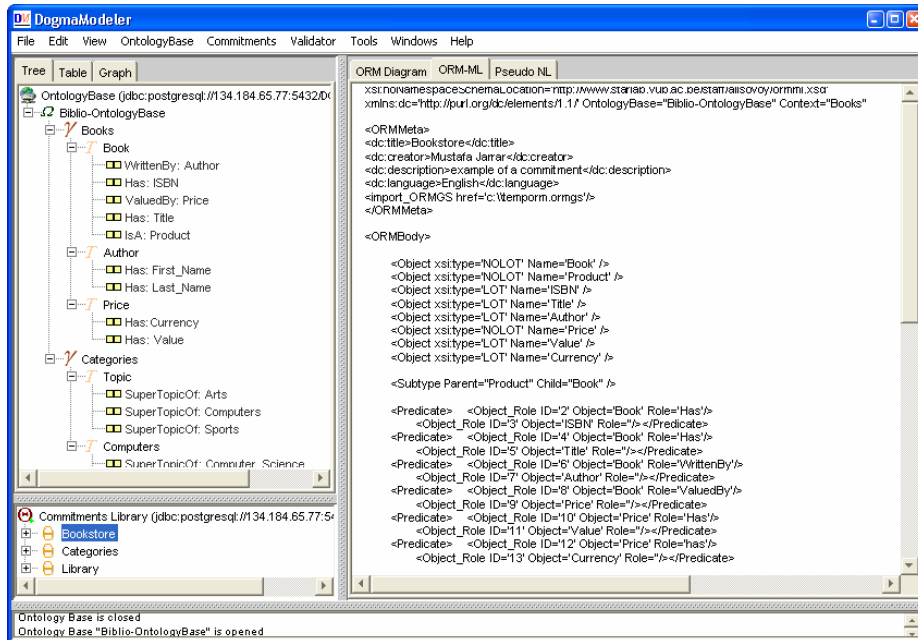 DogmaModeler
File Edit View OntologyBase Commitments Validator Tools Windows Help
Tree Table Graph
OntologyBase (jdbc:postgresql://134.184.65.77:5432/DO
Ω Biblio-OntologyBase
γ Books
T Book
WrittenBy: Author
Has: ISBN
ValuedBy: Price
Has: Title
IsA: Product
T Author
Has: First_Name
Has: Last_Name
T Price
Has:Currency
Has: Value
γ Categories
T Topic
SuperTopicOf: Arts
SuperTopicOf: Computers
SuperTopicOf: Sports
T Computers
SuperTopicOf: Computer_Science
Commitments Library (jdbc:postgresql://134.184.65.77:54
Bookstore
Categories
Library
ORM Diagram ORM-ML Pseudo NL
xsi:noNamespaceSchemaLocation='http://www.starlab.vub.ac.be/staff/alisovoy/ormml.xsd'
xmlns:dc='http://purl.org/dc/elements/1.1/' OntologyBase="Biblio-OntologyBase" Context="Books"
<ORMMeta>
<dc:title>Bookstore</dc:title>
<dc:creator>Mustafa Jarrar</dc:creator>
<dc:description>example of a commitment</dc:description>
<dc:language>English</dc:language>
<import_ORMGS href='c:\\temporm.ormgs'/>
</ORMMeta>
<ORMBody>
<Object xsi:type='NOLOT' Name='Book' />
<Object xsi:type='NOLOT' Name='Product' />
<Object xsi:type='LOT' Name='ISBN' />
<Object xsi:type='LOT' Name='Title' />
<Object xsi:type='LOT' Name='Author' />
<Object xsi:type='NOLOT' Name='Price' />
<Object xsi:type='LOT' Name='Value' />
<Object xsi:type='LOT' Name='Currency' />
<Subtype Parent="Product" Child="Book" />
<Predicate> <Object_Role ID='2' Object='Book' Role='Has'/>
<Object_Role ID='3' Object='ISBN' Role=''/></Predicate>
<Predicate> <Object_Role ID='4' Object='Book' Role='Has'/>
<Object_Role ID='5' Object='Title' Role=''/></Predicate>
<Predicate> <Object_Role ID='6' Object='Book' Role='WrittenBy'/>
<Object_Role ID='7' Object='Author' Role=''/></Predicate>
<Predicate> <Object_Role ID='8' Object='Book' Role='ValuedBy'/>
<Object_Role ID='9' Object='Price' Role=''/></Predicate>
<Predicate> <Object_Role ID='10' Object='Price' Role='Has'/>
<Object_Role ID='11' Object='Value' Role=''/></Predicate>
<Predicate> <Object_Role ID='12' Object='Price' Role='has'/>
<Object_Role ID='13' Object='Currency' Role=''/></Predicate>
Ontology Base is closed
Ontology Base "Biblio-OntologyBase" is opened